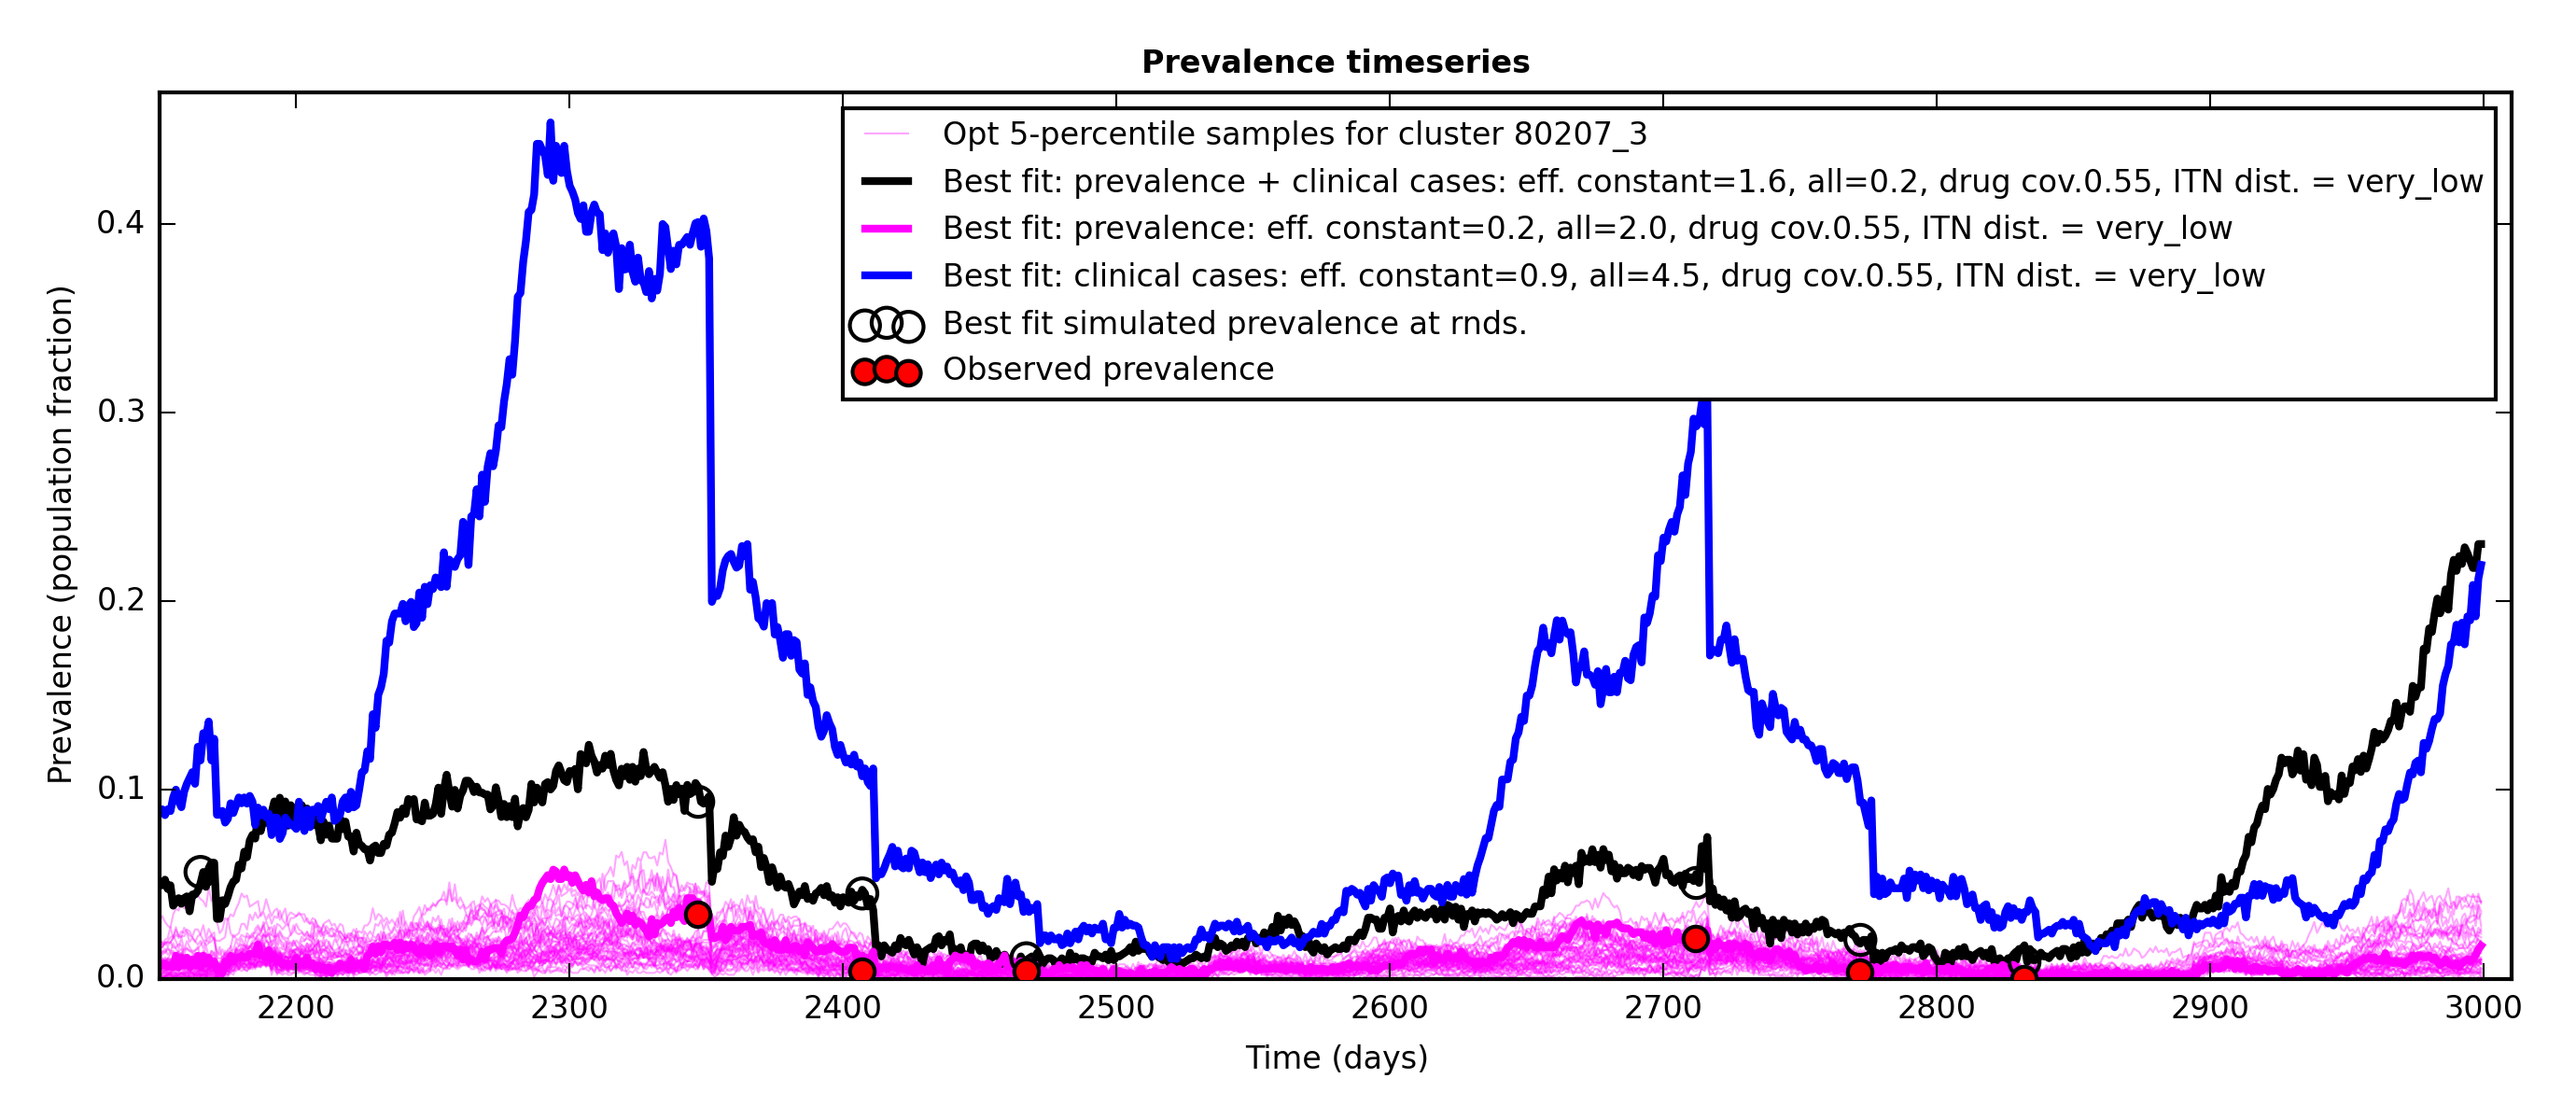 Prevalence timeseries
Opt 5-percentile samples for cluster 80207_3
Best fit: prevalence + clinical cases: eff. constant=1.6, all=0.2, drug cov.0.55, ITN dist. = very_low
Best fit: prevalence: eff. constant=0.2, all=2.0, drug cov.0.55, ITN dist. = very_low
Best fit: clinical cases: eff. constant=0.9, all=4.5, drug cov.0.55, ITN dist. = very_low
Best fit simulated prevalence at rnds.
Observed prevalence
Prevalence (population fraction)
0.4
0.3
0.2
0.1
0.0
2200 2300 2400 2500 2600 2700 2800 2900 3000
Time (days)